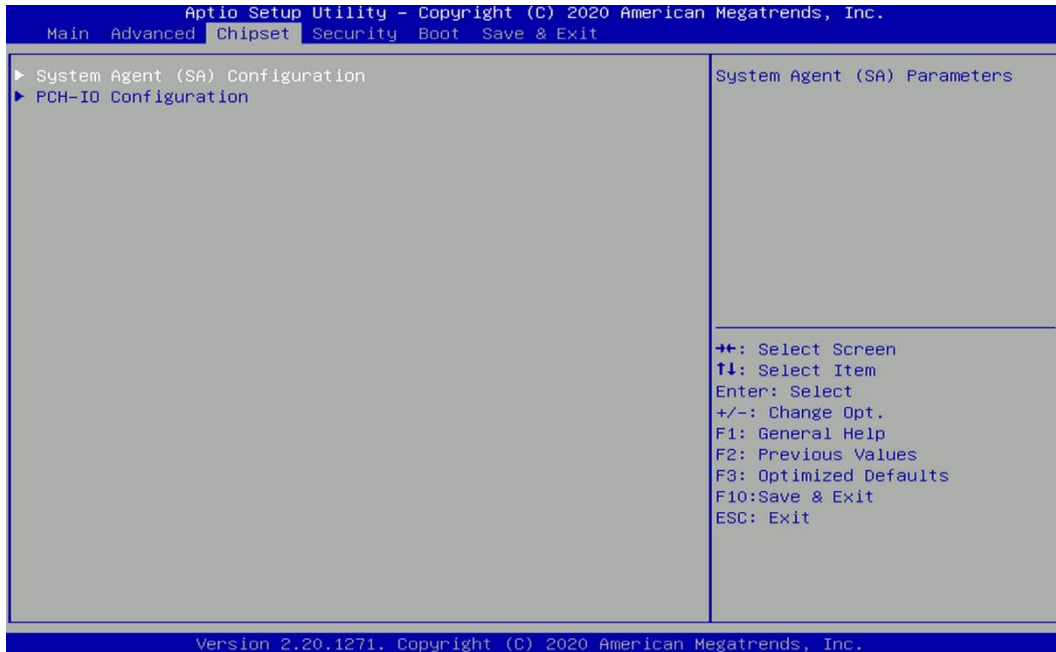 Aptio Setup Utility – Copyright (C) 2020 American Megatrends, Inc.
Main Advanced Chipset Security Boot Save & Exit
► System Agent (SA) Configuration
► PCH-IO Configuration
System Agent (SA) Parameters
→←: Select Screen
↑↓: Select Item
Enter: Select
+/-: Change Opt.
F1: General Help
F2: Previous Values
F3: Optimized Defaults
F10:Save & Exit
ESC: Exit
Version 2.20.1271. Copyright (C) 2020 American Megatrends, Inc.